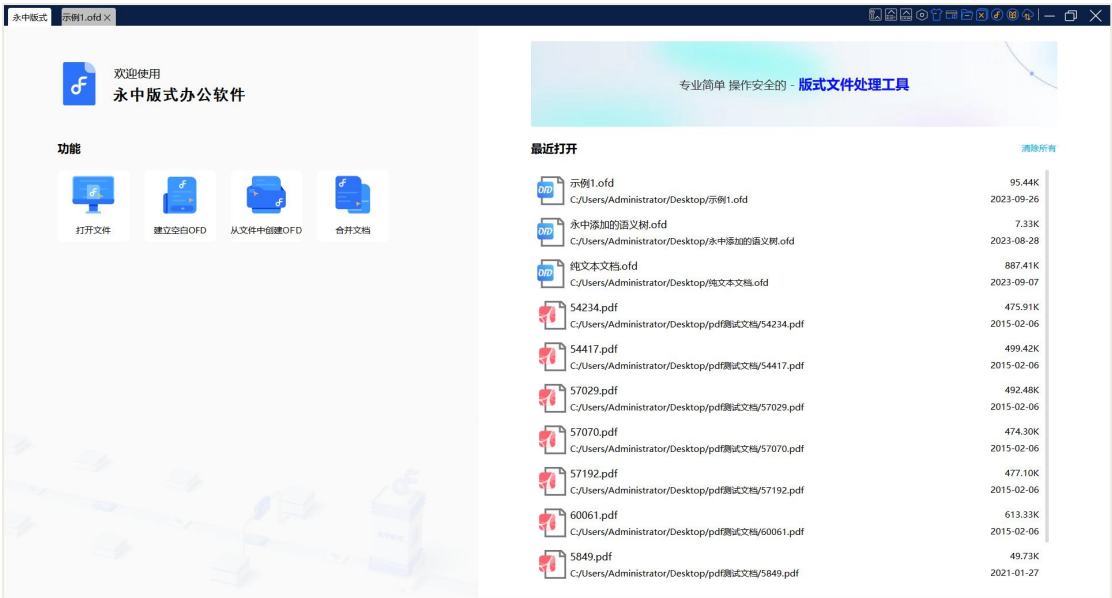 永中版式
示例1.ofd
欢迎使用
永中版式办公软件
功能
打开文件
建立空白OFD
从文件中创建OFD
合并文档
专业简单 操作安全的 - 版式文件处理工具
最近打开
清除所有
OFD
示例1.ofd
95.44K
C:/Users/Administrator/Desktop/示例1.ofd
2023-09-26
OFD
永中添加的语义树.ofd
7.33K
C:/Users/Administrator/Desktop/永中添加的语义树.ofd
2023-08-28
OFD
纯文本文档.ofd
887.41K
C:/Users/Administrator/Desktop/纯文本文档.ofd
2023-09-07
54234.pdf
475.91K
C:/Users/Administrator/Desktop/pdf测试文档/54234.pdf
2015-02-06
54417.pdf
499.42K
C:/Users/Administrator/Desktop/pdf测试文档/54417.pdf
2015-02-06
57029.pdf
492.48K
C:/Users/Administrator/Desktop/pdf测试文档/57029.pdf
2015-02-06
57070.pdf
474.30K
C:/Users/Administrator/Desktop/pdf测试文档/57070.pdf
2015-02-06
57192.pdf
477.10K
C:/Users/Administrator/Desktop/pdf测试文档/57192.pdf
2015-02-06
60061.pdf
613.33K
C:/Users/Administrator/Desktop/pdf测试文档/60061.pdf
2015-02-06
5849.pdf
49.73K
C:/Users/Administrator/Desktop/pdf测试文档/5849.pdf
2021-01-27